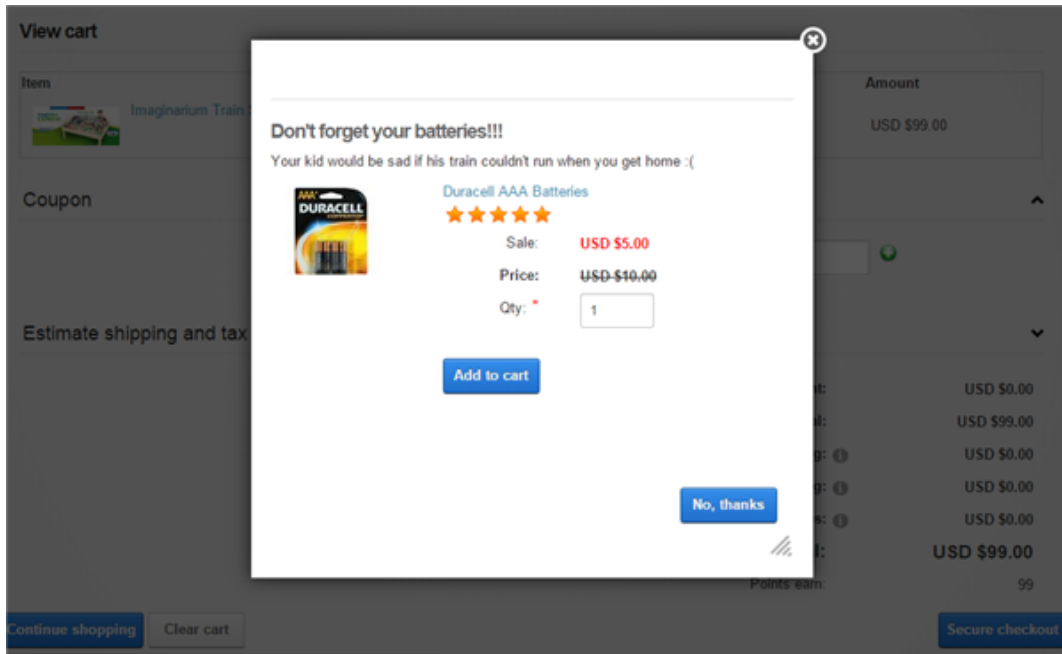 View cart
Item
Amount
Imaginarium Train
USD $99.00
Don't forget your batteries!!!
Your kid would be sad if his train couldn't run when you get home :(
AAA
DURACELL
Duracell AAA Batteries
Sale: USD $5.00
Price: USD $10.00
Qty: * 1
Add to cart
No, thanks
Coupon
Estimate shipping and tax
USD $0.00
USD $99.00
USD $0.00
USD $0.00
USD $0.00
USD $99.00
Points earn: 99
Continue shopping
Clear cart
Secure checkout